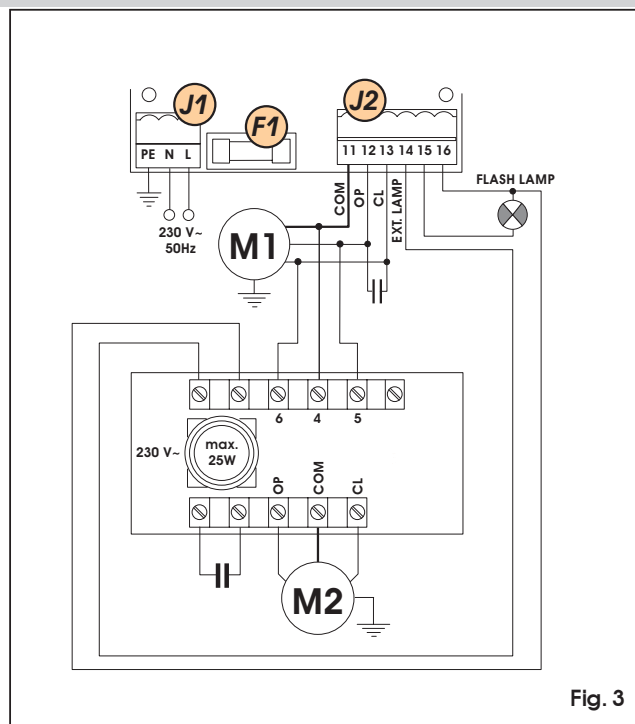 J1
F1
J2
PE N L
11 12 13 14 15 16
FLASH LAMP
COM
OP
CL
EXT. LAMP
230 V~
50Hz
M1
6 4 5
230 V~
max.
25W
OP
COM
CL
M2
Fig. 3